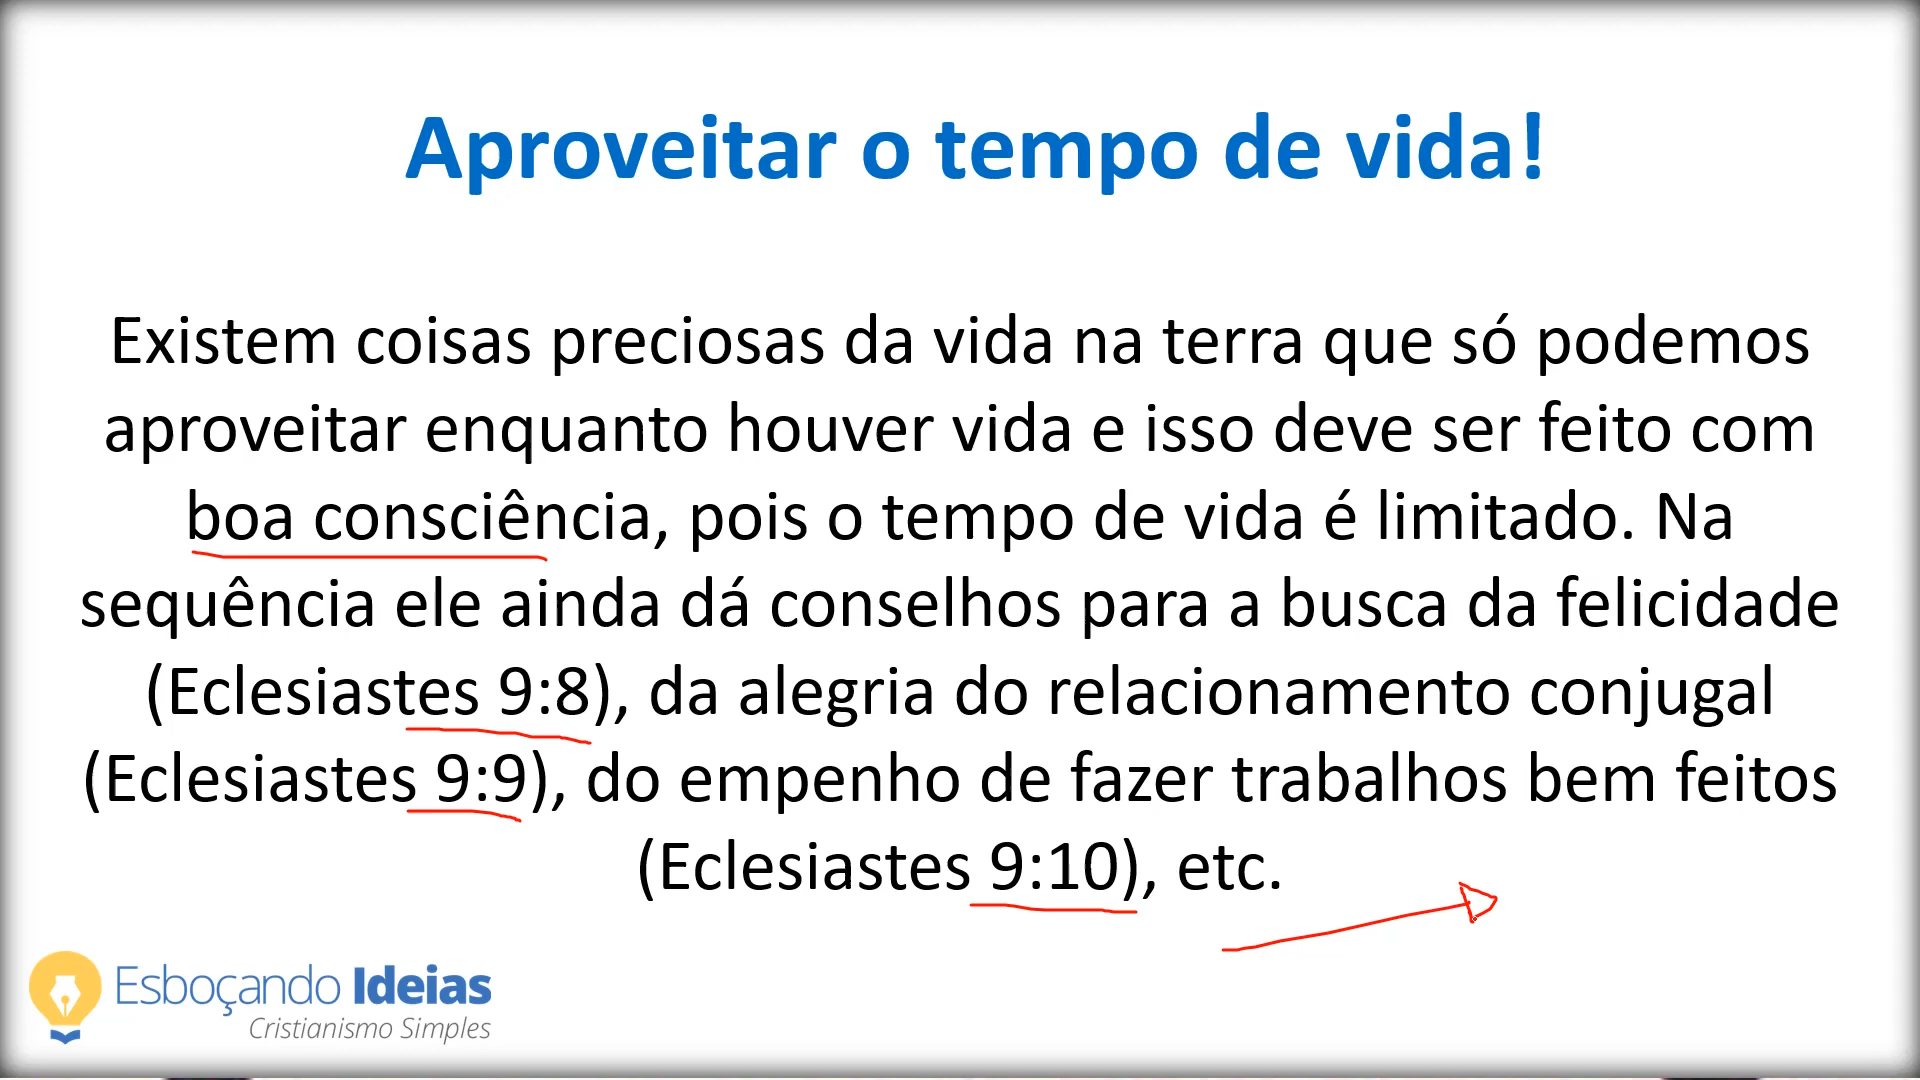 Aproveitar o tempo de vida!
Existem coisas preciosas da vida na terra que só podemos
aproveitar enquanto houver vida e isso deve ser feito com
boa consciência, pois o tempo de vida é limitado. Na
sequência ele ainda dá conselhos para a busca da felicidade
(Eclesiastes 9:8), da alegria do relacionamento conjugal
(Eclesiastes 9:9), do empenho de fazer trabalhos bem feitos
(Eclesiastes 9:10), etc.
Esboçando Ideias
Cristianismo Simples